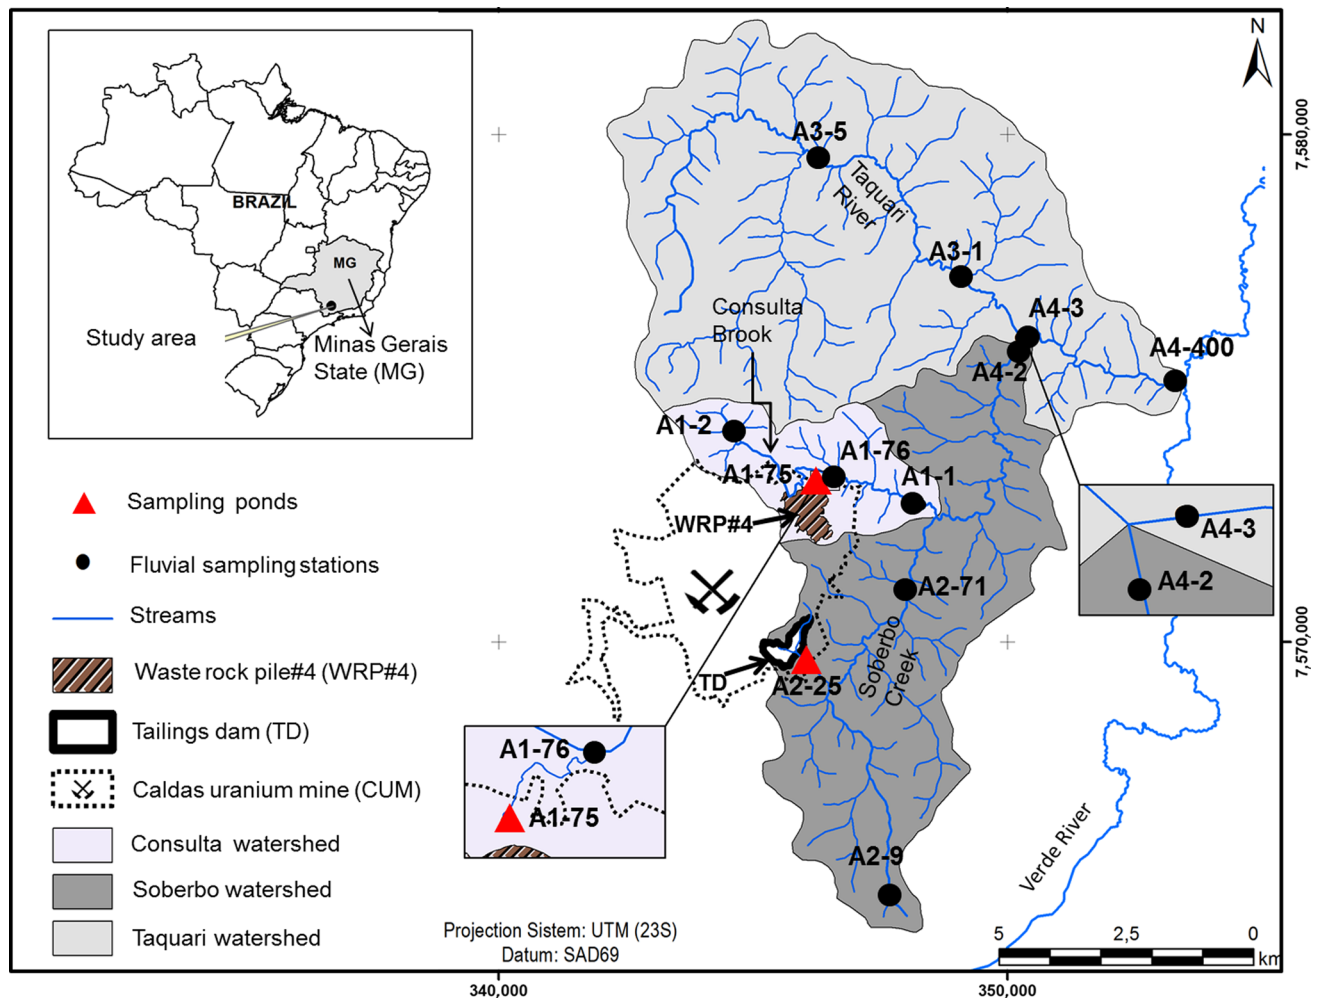 N
7,580,000
7,570,000
340,000
350,000
BRAZIL
MG
Study area
Minas Gerais
State (MG)
A3-5
Taquari
River
A3-1
Consulta
Brook
A4-3
A4-400
A4-2
A1-2
A1-76
A1-75
A1-1
WRP#4
A4-3
A4-2
A2-71
Soberbo
Creek
TD
A2-25
A1-76
A1-75
A2-9
Verde River
Sampling ponds
Fluvial sampling stations
Streams
Waste rock pile#4 (WRP#4)
Tailings dam (TD)
Caldas uranium mine (CUM)
Consulta watershed
Soberbo watershed
Taquari watershed
Projection Sistem: UTM (23S)
Datum: SAD69
5 2,5 0
km